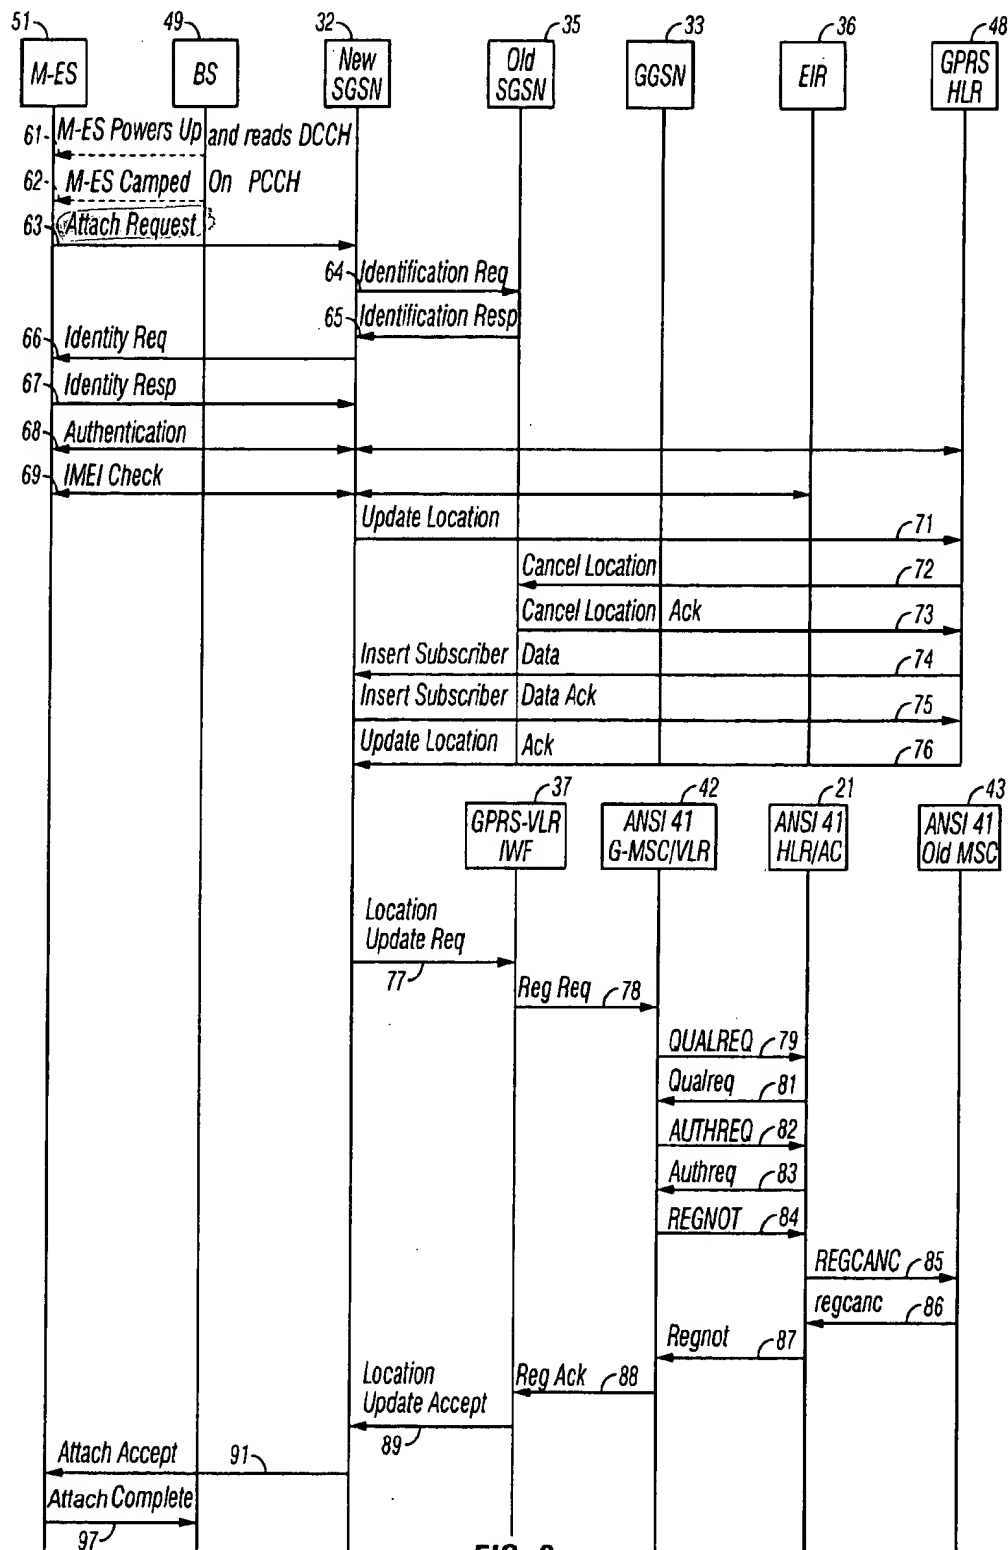 51 49 32 35 33 36 48
M-ES BS New SGSN Old SGSN GGSN EIR GPRS HLR
61 M-ES Powers Up and reads DCCH
62 M-ES Camped On PCCH
63 Attach Request
64 Identification Req
65 Identification Resp
66 Identity Req
67 Identity Resp
68 Authentication
69 IMEI Check
Update Location 71
Cancel Location 72
Cancel Location Ack 73
Insert Subscriber Data 74
Insert Subscriber Data Ack 75
Update Location Ack 76
37 42 21 43
GPRS-VLR IWF ANSI 41 G-MSC/VLR ANSI 41 HLR/AC ANSI 41 Old MSC
Location
Update Req
77
Reg Req 78
QUALREQ 79
Qualreq 81
AUTHREQ 82
Authreq 83
REGNOT 84
REGCANC 85
regcanc 86
Regnot 87
Reg Ack 88
Location
Update Accept
89
Attach Accept 91
Attach Complete
97